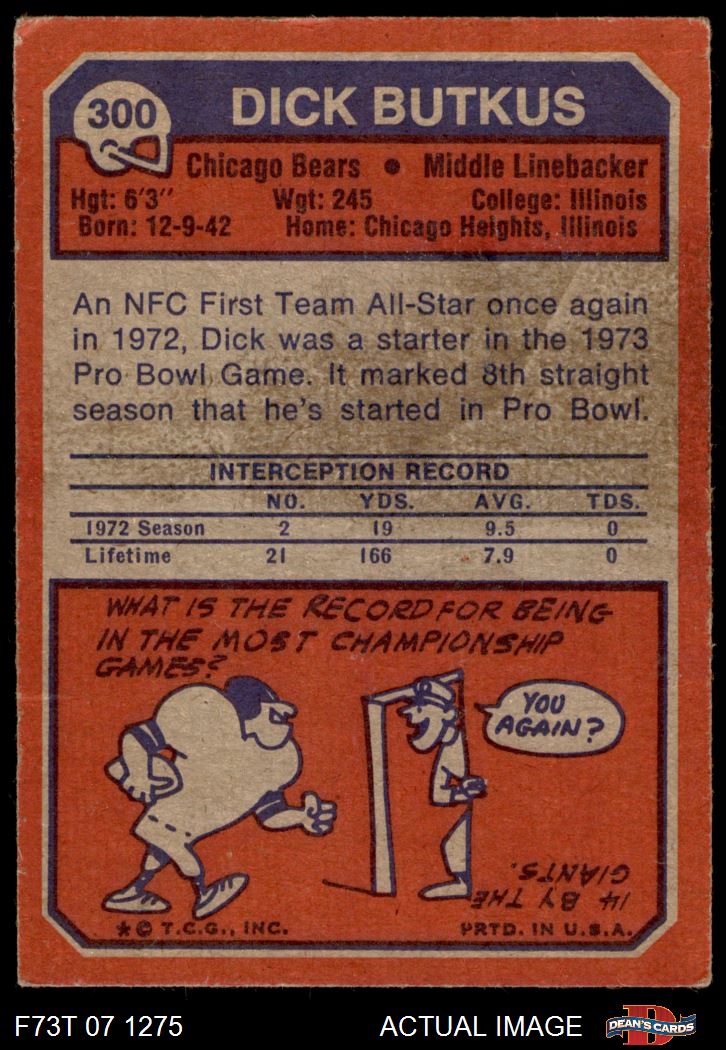 300
DICK BUTKUS
Chicago Bears • Middle Linebacker
Hgt: 6'3" Wgt: 245 College: Illinois
Born: 12-9-42 Home: Chicago Heights, Illinois
An NFC First Team All-Star once again
in 1972, Dick was a starter in the 1973
Pro Bowl Game. It marked 8th straight
season that he's started in Pro Bowl.
INTERCEPTION RECORD
NO. YDS. AVG. TDS.
1972 Season 2 19 9.5 0
Lifetime 21 166 7.9 0
WHAT IS THE RECORD FOR BEING
IN THE MOST CHAMPIONSHIP
GAMES?
YOU
AGAIN?
14 BY THE
GIANTS.
*© T.C.G., INC. PRTD. IN U.S.A.
F73T 07 1275 ACTUAL IMAGE DEAN'S CARDS